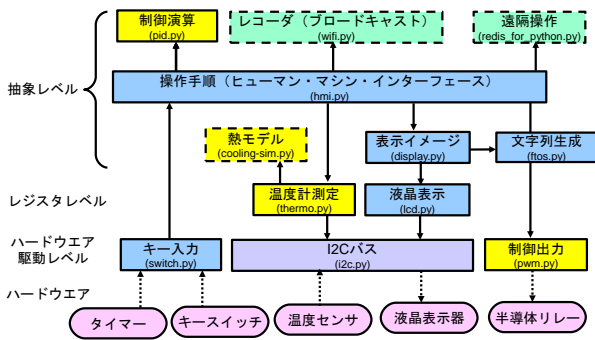 制御演算
(pid.py)
レコーダ（ブロードキャスト）
(wifi.py)
遠隔操作
(redis_for_python.py)
抽象レベル
操作手順（ヒューマン・マシン・インターフェース）
(hmi.py)
熱モデル
(cooling-sim.py)
表示イメージ
(display.py)
文字列生成
(ftos.py)
レジスタレベル
温度計測定
(thermo.py)
液晶表示
(lcd.py)
ハードウエア
駆動レベル
キー入力
(switch.py)
I2Cバス
(i2c.py)
制御出力
(pwm.py)
ハードウエア
タイマー
キースイッチ
温度センサ
液晶表示器
半導体リレー